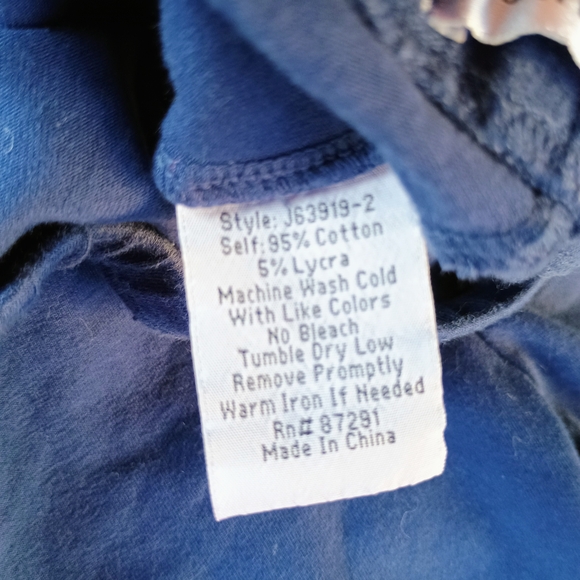 Style: J63919-2
Self: 95% Cotton
5% Lycra
Machine Wash Cold
With Like Colors
No Bleach
Tumble Dry Low
Remove Promptly
Warm Iron If Needed
Rn# 87291
Made In China